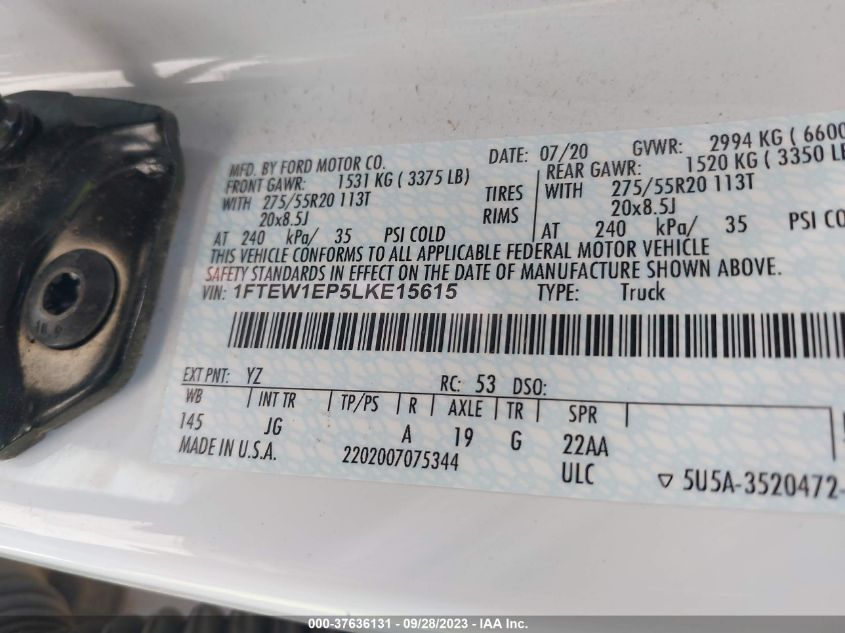 MFD. BY FORD MOTOR CO. DATE: 07/20 GVWR: 2994 KG ( 6600
FRONT GAWR: 1531 KG ( 3375 LB) REAR GAWR: 1520 KG ( 3350 LB
WITH 275/55R20 113T TIRES WITH 275/55R20 113T
20x8.5J RIMS 20x8.5J
AT 240 kPa/ 35 PSI COLD AT 240 kPa/ 35 PSI COL
THIS VEHICLE CONFORMS TO ALL APPLICABLE FEDERAL MOTOR VEHICLE
SAFETY STANDARDS IN EFFECT ON THE DATE OF MANUFACTURE SHOWN ABOVE.
VIN: 1FTEW1EP5LKE15615 TYPE: Truck
EXT PNT: YZ RC: 53 DSO:
WB INT TR TP/PS R AXLE TR SPR
145 JG A 19 G 22AA
MADE IN U.S.A. 2202007075344 ULC
▽ 5U5A-3520472-
000-37636131 - 09/28/2023 - IAA Inc.